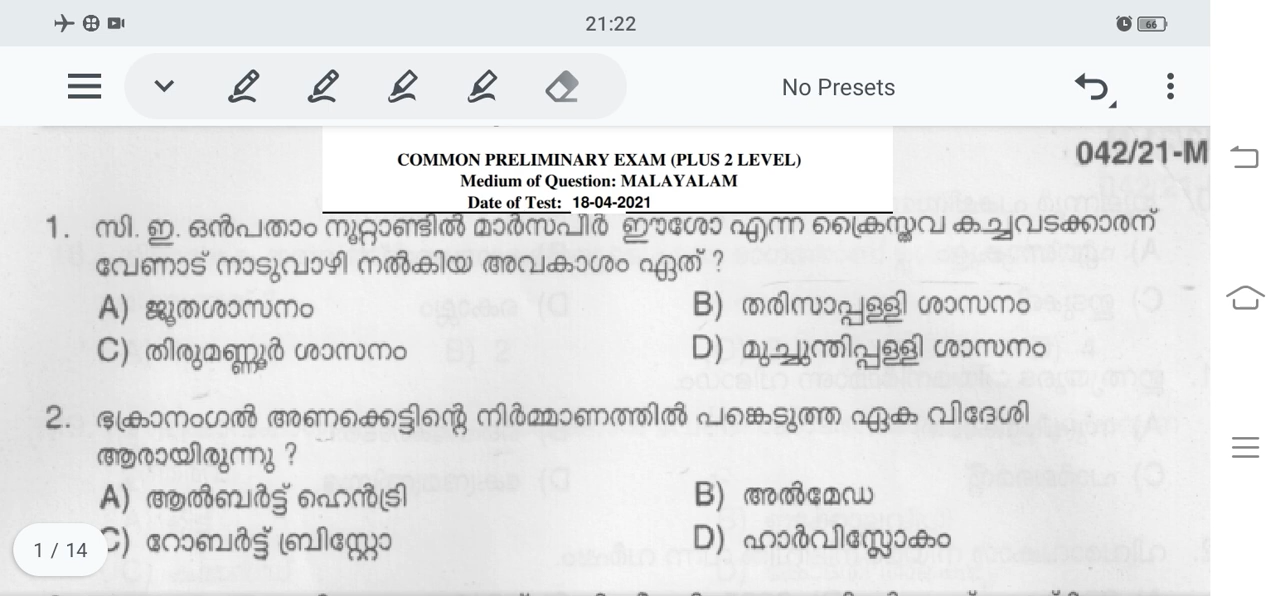 21:22
66
No Presets
COMMON PRELIMINARY EXAM (PLUS 2 LEVEL)
042/21-M
Medium of Question: MALAYALAM
Date of Test: 18-04-2021
1. സി. ഇ. ഒൻപതാം നൂറ്റാണ്ടിൽ മാർസപീർ ഈശോ എന്ന ക്രൈസ്തവ കച്ചവടക്കാരന്
വേണാട് നാടുവാഴി നൽകിയ അവകാശം ഏത് ?
A) ജൂതശാസനം B) തരിസാപ്പള്ളി ശാസനം
C) തിരുമണ്ണൂർ ശാസനം D) മുച്ചുന്തിപ്പള്ളി ശാസനം
2. ഭക്രാനംഗൽ അണക്കെട്ടിന്റെ നിർമ്മാണത്തിൽ പങ്കെടുത്ത ഏക വിദേശി
ആരായിരുന്നു ?
A) ആൽബർട്ട് ഹെൻട്രി B) അൽമേഡ
C) റോബർട്ട് ബ്രിസ്റ്റോ D) ഹാർവിസ്ലോകം
1 / 14